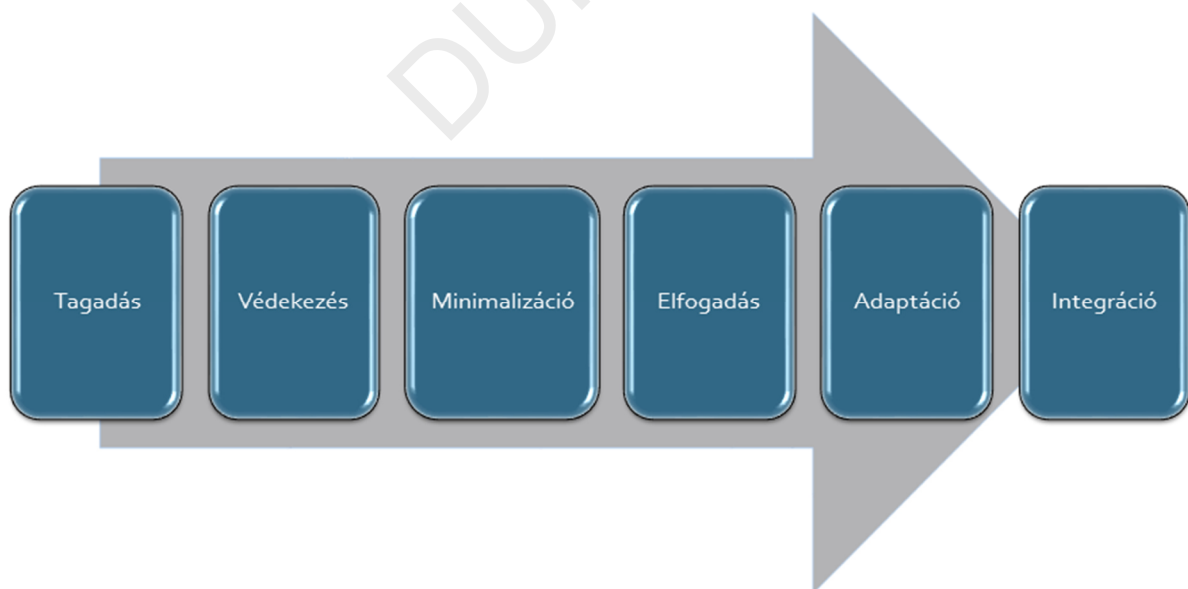 Tagadás
Védekezés
Minimalizáció
Elfogadás
Adaptáció
Integráció